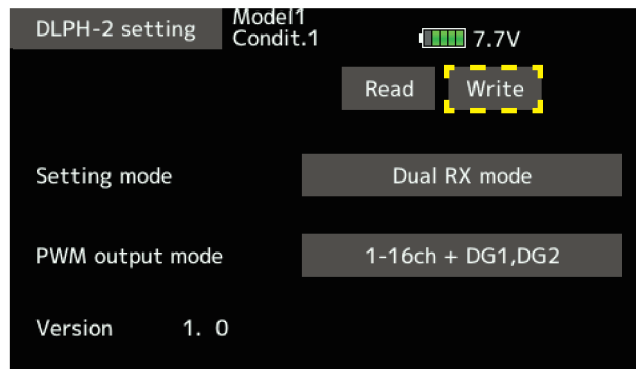 DLPH-2 setting
Model1
Condit.1
7.7V
Read
Write
Setting mode
Dual RX mode
PWM output mode
1-16ch + DG1,DG2
Version 1. 0